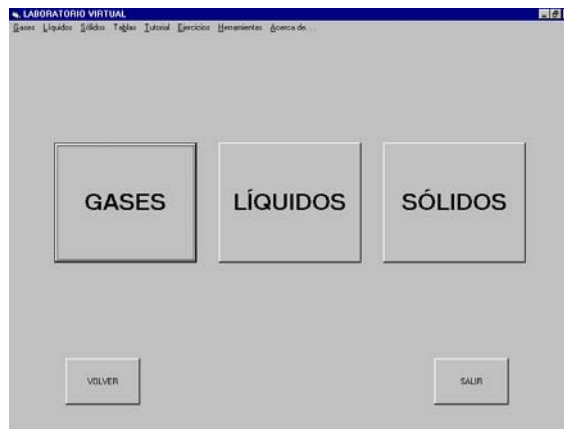 LABORATORIO VIRTUAL
Gases Líquidos Sólidos Tablas Tutorial Ejercicios Herramientas Acerca de...
GASES LÍQUIDOS SÓLIDOS
VOLVER SALIR